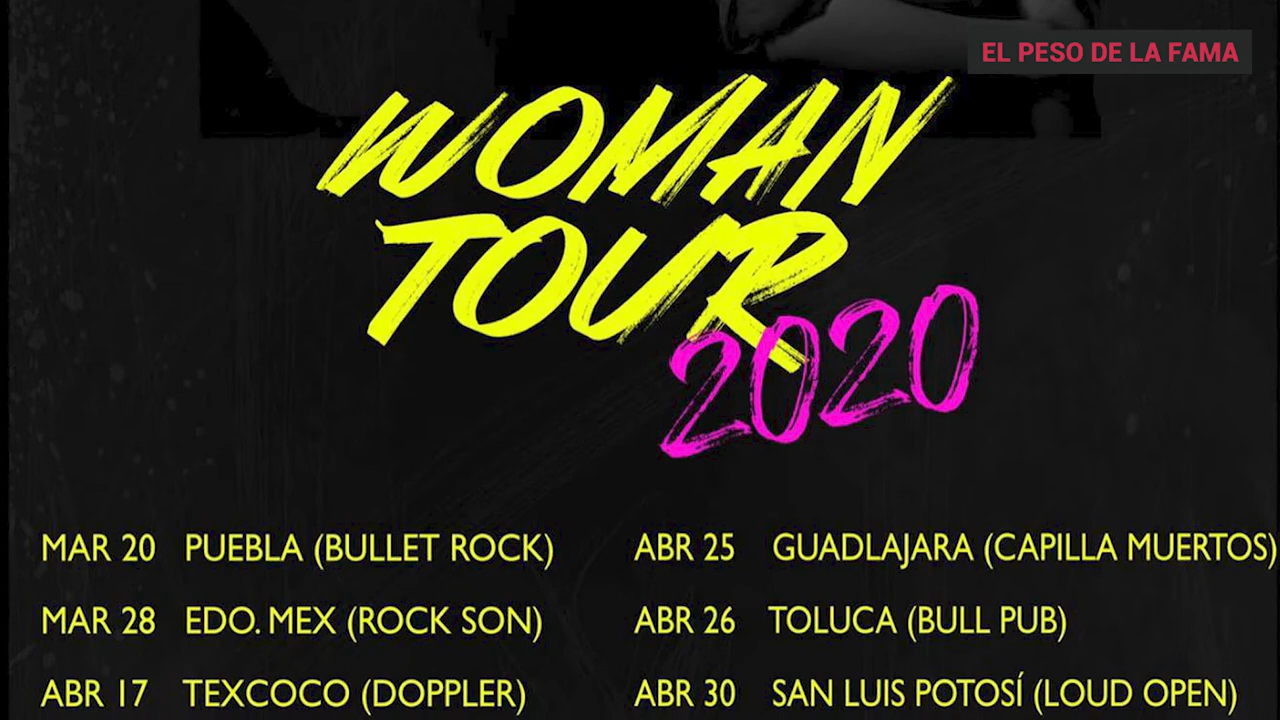 EL PESO DE LA FAMA
WOMAN
TOUR
2020
MAR 20 PUEBLA (BULLET ROCK)
MAR 28 EDO. MEX (ROCK SON)
ABR 17 TEXCOCO (DOPPLER)
ABR 25 GUADLAJARA (CAPILLA MUERTOS)
ABR 26 TOLUCA (BULL PUB)
ABR 30 SAN LUIS POTOSÍ (LOUD OPEN)